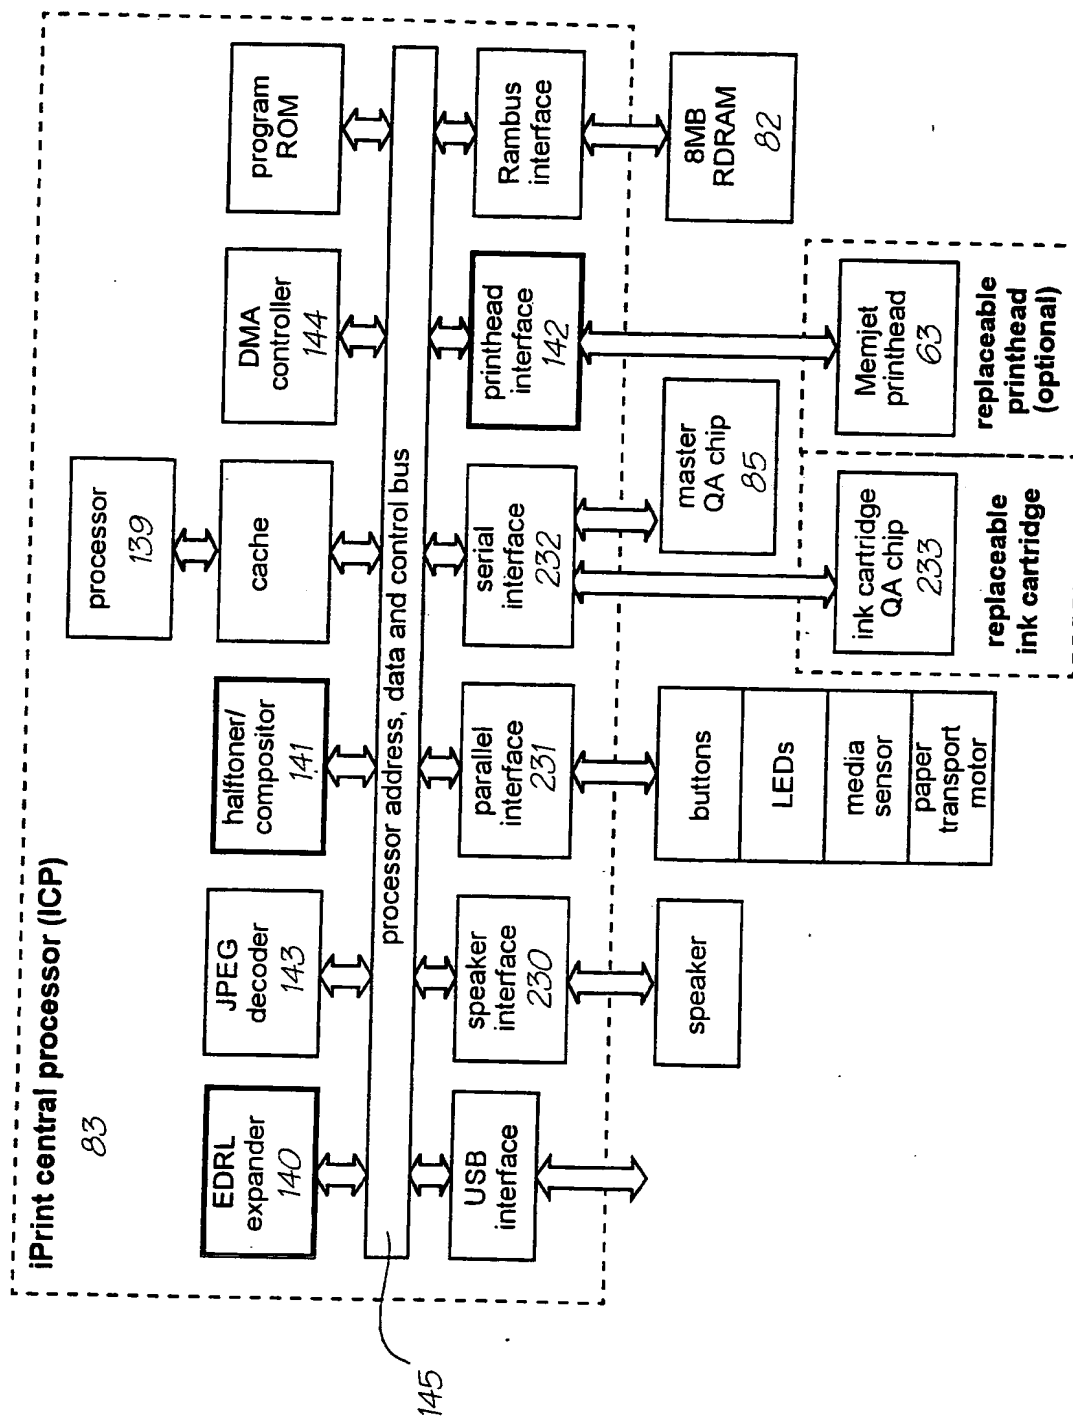 iPrint central processor (ICP)
83
processor
139
EDRL
expander
140
JPEG
decoder
143
halftoner/
compositor
141
cache
DMA
controller
144
program
ROM
processor address, data and control bus
145
USB
interface
speaker
interface
230
parallel
interface
231
serial
interface
232
printhead
interface
142
Rambus
interface
speaker
buttons
LEDs
media
sensor
paper
transport
motor
master
QA chip
85
8MB
RDRAM
82
ink cartridge
QA chip
233
replaceable
ink cartridge
Memjet
printhead
63
replaceable
printhead
(optional)